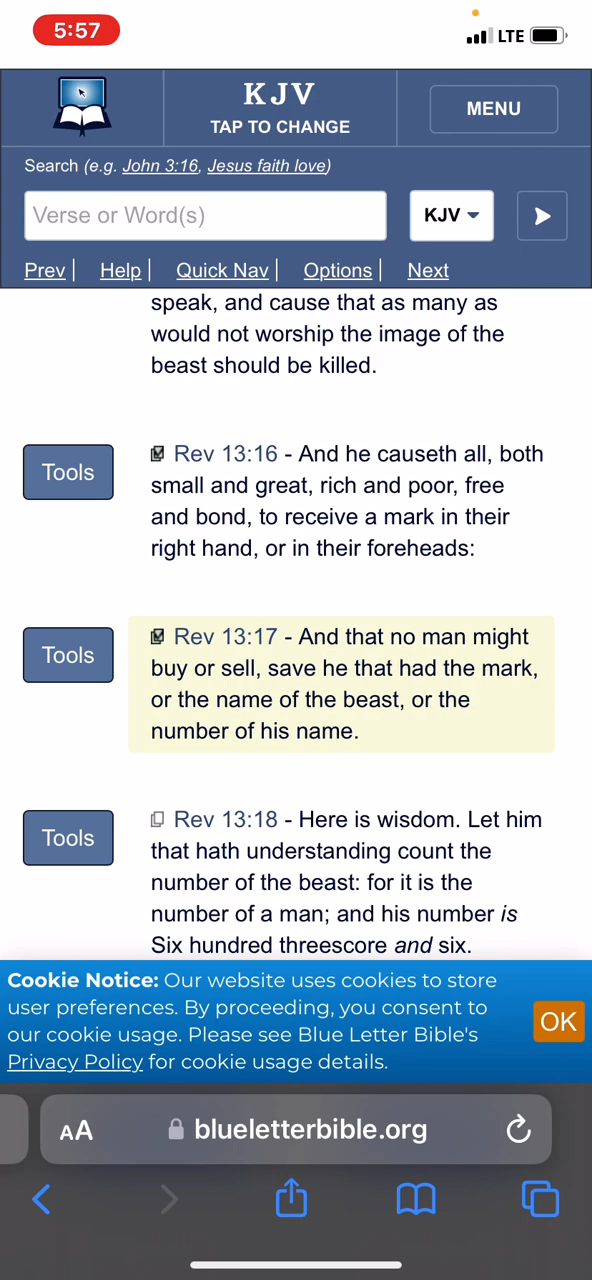 5:57
LTE
KJV
TAP TO CHANGE
MENU
Search (e.g. John 3:16, Jesus faith love)
Verse or Word(s)
KJV
Prev | Help | Quick Nav | Options | Next
speak, and cause that as many as
would not worship the image of the
beast should be killed.
Tools
Rev 13:16 - And he causeth all, both
small and great, rich and poor, free
and bond, to receive a mark in their
right hand, or in their foreheads:
Tools
Rev 13:17 - And that no man might
buy or sell, save he that had the mark,
or the name of the beast, or the
number of his name.
Tools
Rev 13:18 - Here is wisdom. Let him
that hath understanding count the
number of the beast: for it is the
number of a man; and his number is
Six hundred threescore and six.
Cookie Notice: Our website uses cookies to store
user preferences. By proceeding, you consent to
our cookie usage. Please see Blue Letter Bible's
Privacy Policy for cookie usage details.
OK
AA
blueletterbible.org